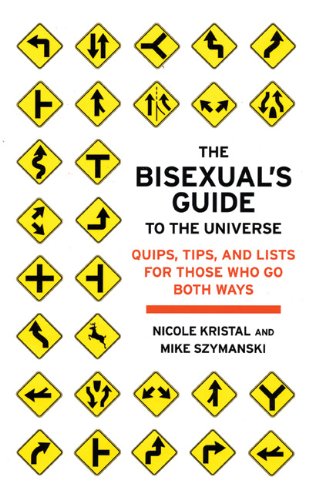 THE
BISEXUAL'S
GUIDE
TO THE UNIVERSE
QUIPS, TIPS, AND LISTS
FOR THOSE WHO GO
BOTH WAYS
NICOLE KRISTAL AND
MIKE SZYMANSKI